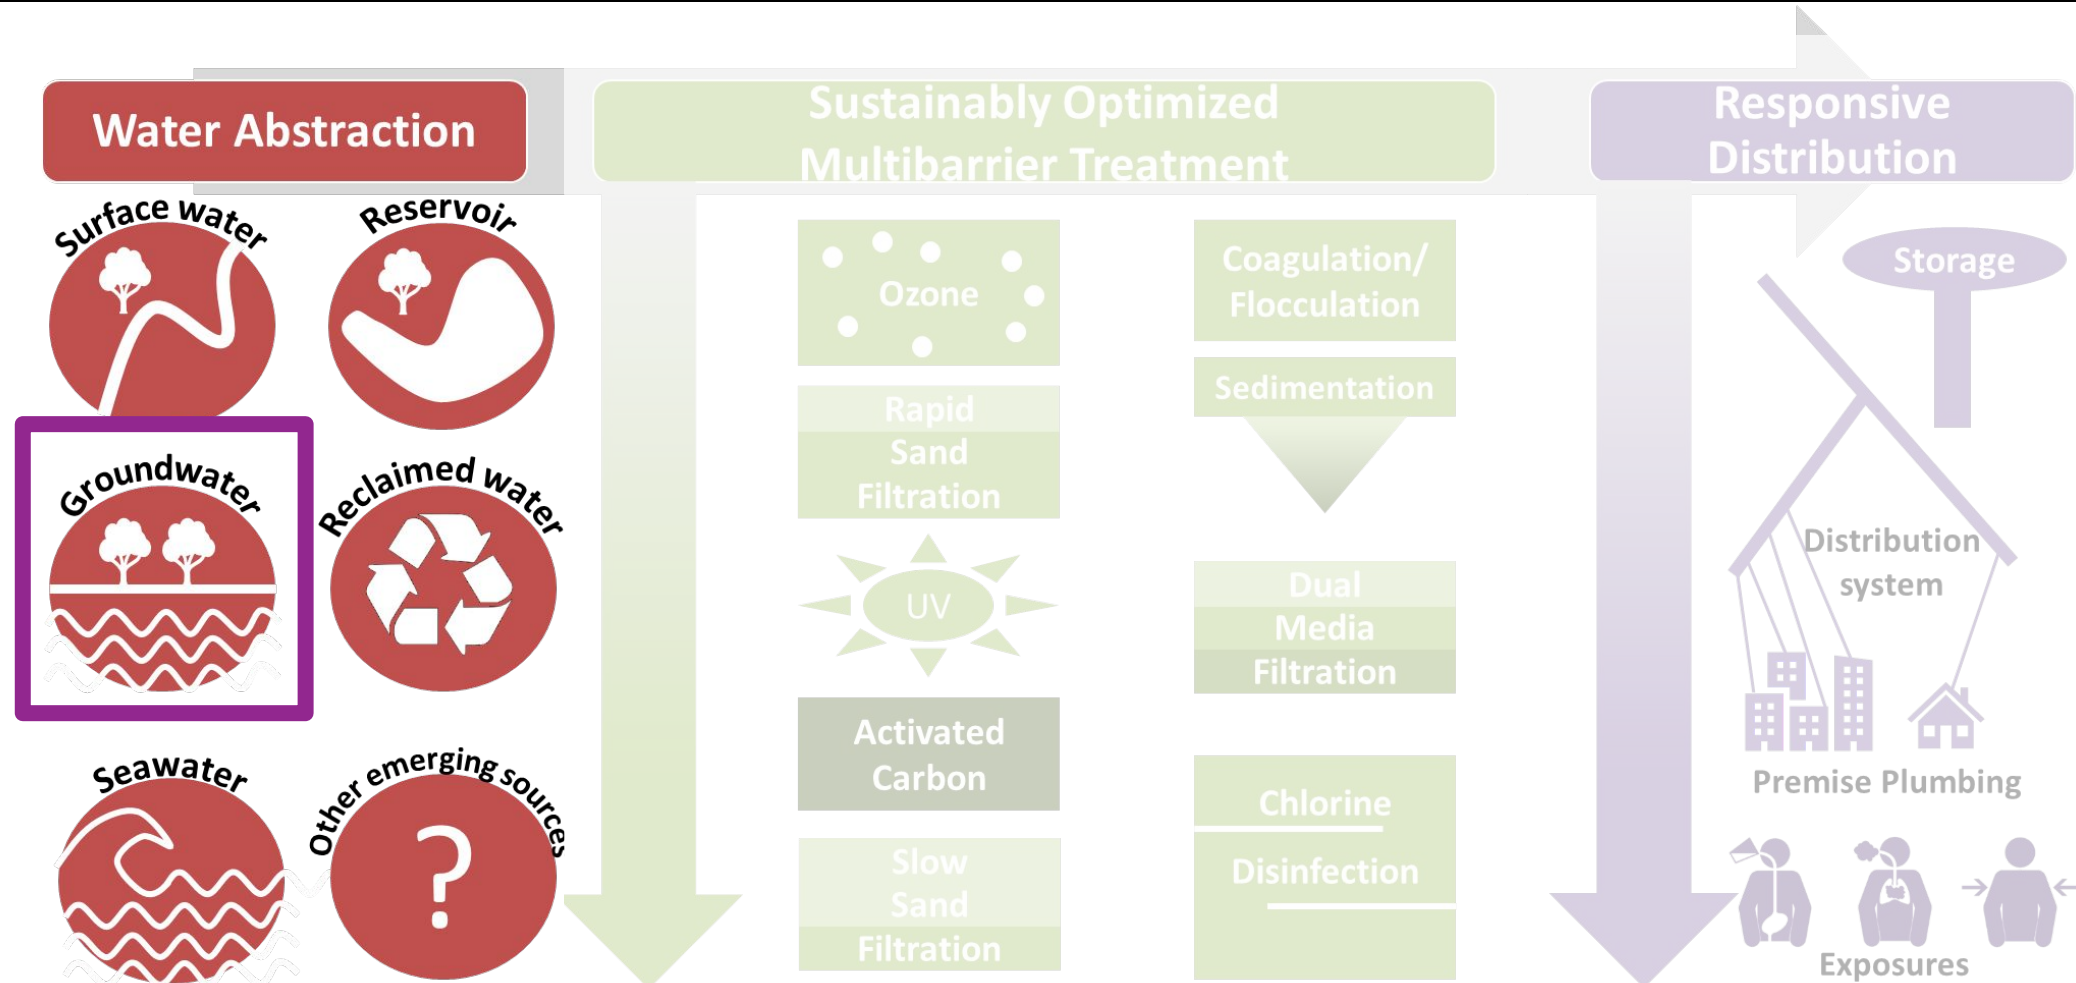 Water Abstraction
Sustainably Optimized
Multibarrier Treatment
Responsive
Distribution
Surface water
Reservoir
Groundwater
Reclaimed water
Seawater
Other emerging sources
?
Ozone
Rapid
Sand
Filtration
UV
Activated
Carbon
Slow
Sand
Filtration
Coagulation/
Flocculation
Sedimentation
Dual
Media
Filtration
Chlorine
Disinfection
Storage
Distribution
system
Premise Plumbing
Exposures